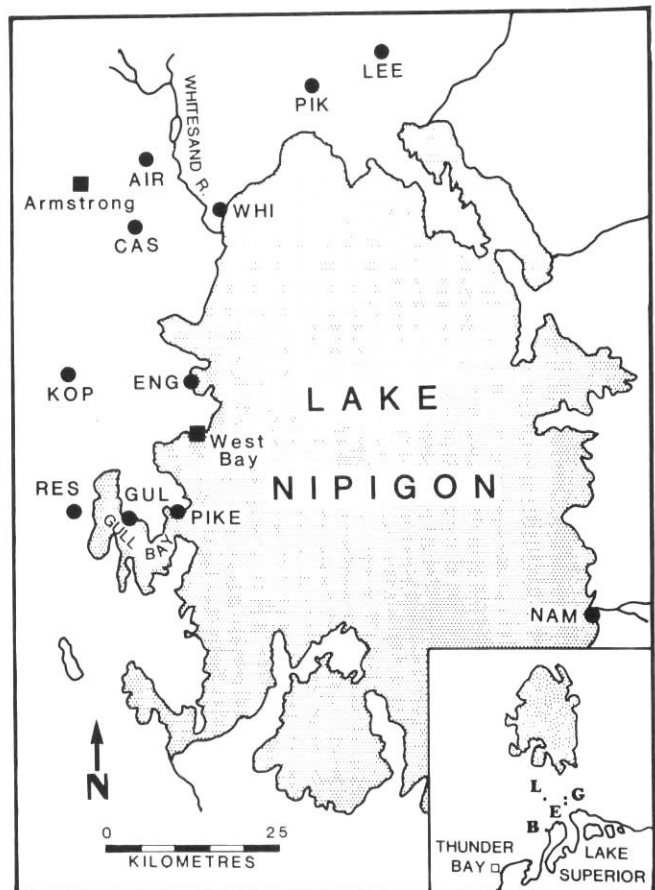 LEE
PIK
WHITESAND R.
AIR
Armstrong
WHI
CAS
KOP
ENG
LAKE
West
Bay
NIPIGON
RES
GUL
PIKE
GULL BAY
NAM
N
0 25
KILOMETRES
L
G
E
B
THUNDER
BAY
LAKE
SUPERIOR